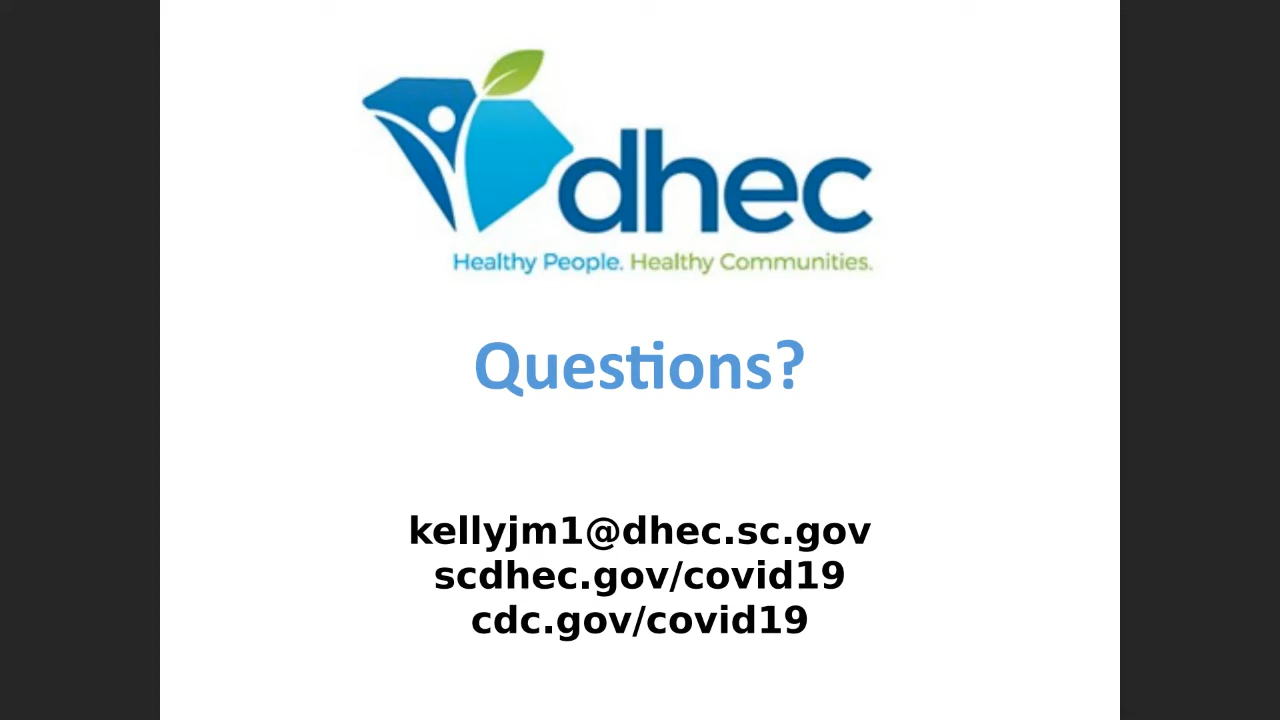 dhec
Healthy People. Healthy Communities.
Questions?
kellyjm1@dhec.sc.gov
scdhec.gov/covid19
cdc.gov/covid19